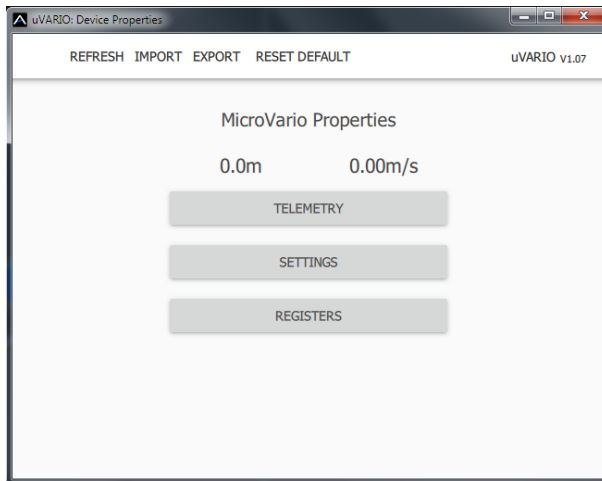 uVARIO: Device Properties
REFRESH IMPORT EXPORT RESET DEFAULT uVARIO V1.07
MicroVario Properties
0.0m 0.00m/s
TELEMETRY
SETTINGS
REGISTERS